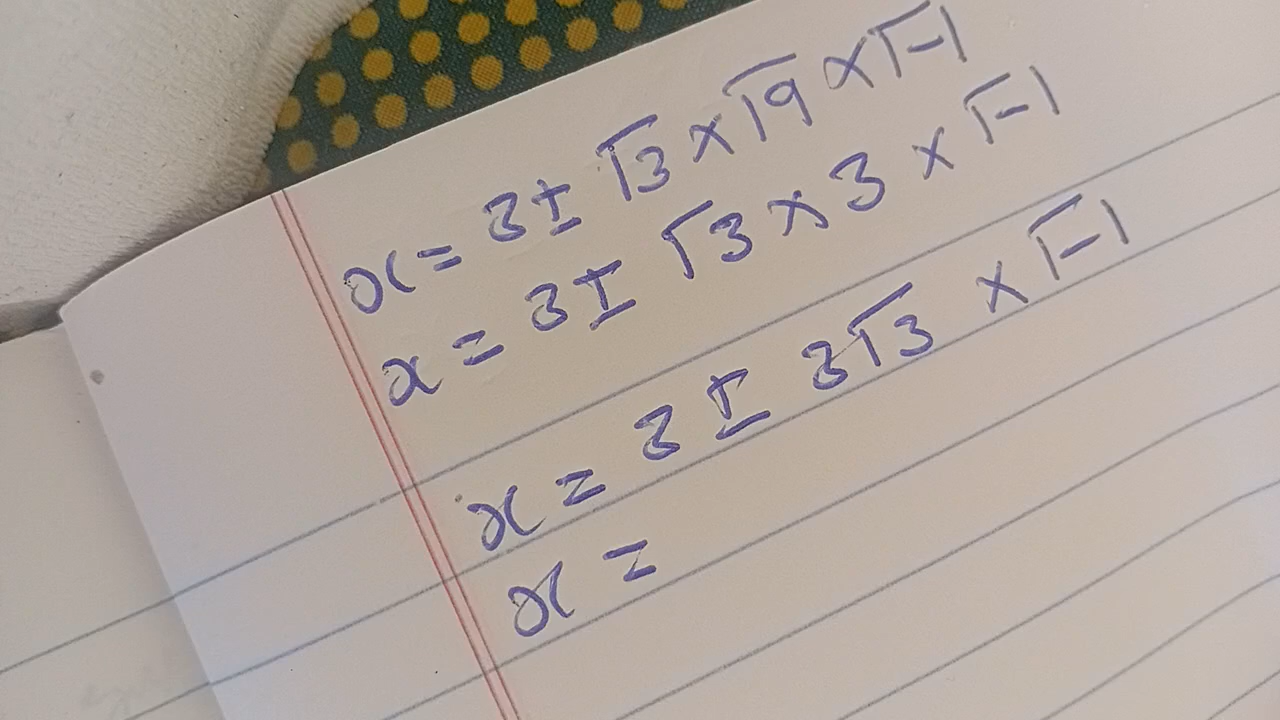 x = 3 ± √3 × √9 × √-1
x = 3 ± √3 × 3 × √-1
x = 3 ± 3√3 × √-1
x =